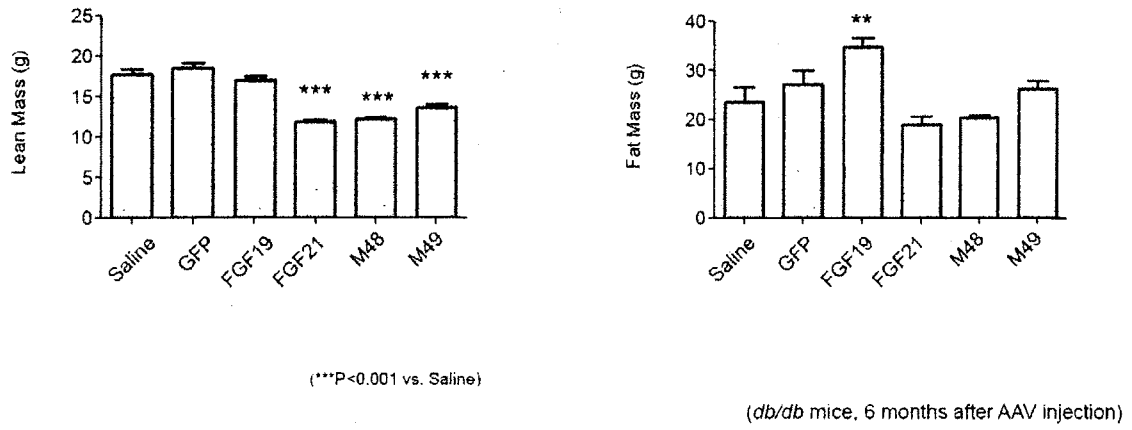 Lean Mass (g)
25
20
15
10
5
0
***
***
***
Saline
GFP
FGF19
FGF21
M48
M49
(***P<0.001 vs. Saline)
Fat Mass (g)
40
30
20
10
0
**
Saline
GFP
FGF19
FGF21
M48
M49
(db/db mice, 6 months after AAV injection)